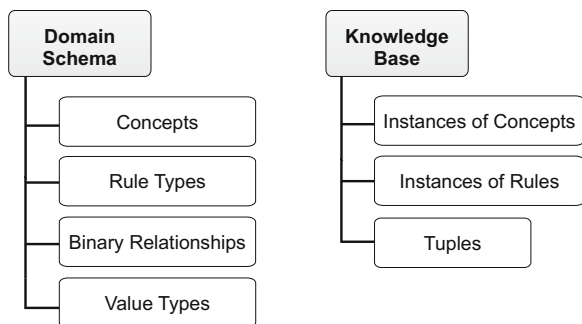 Domain
Schema
Concepts
Rule Types
Binary Relationships
Value Types
Knowledge
Base
Instances of Concepts
Instances of Rules
Tuples